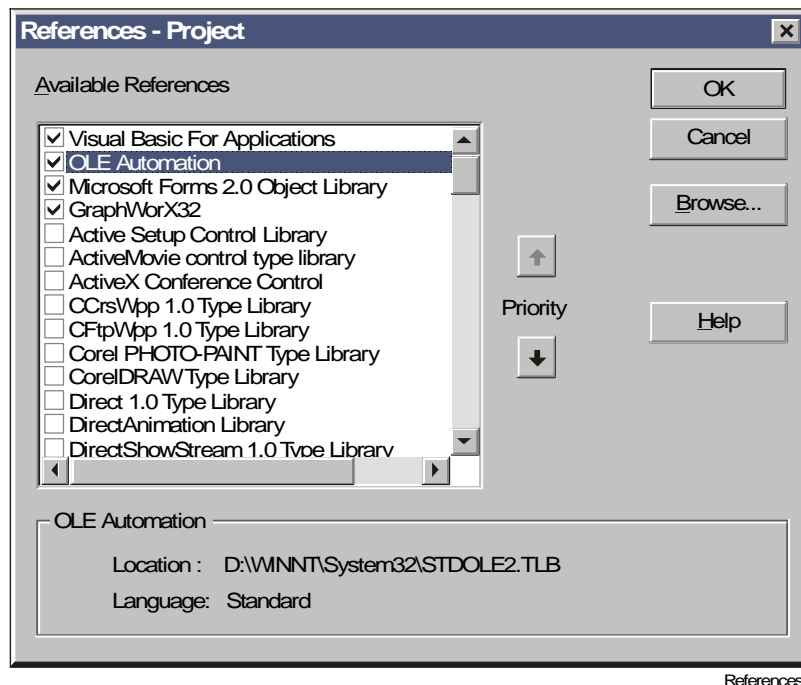 References - Project
Available References
OK
Cancel
Browse...
Help
Visual Basic For Applications
OLE Automation
Microsoft Forms 2.0 Object Library
GraphWorX32
Active Setup Control Library
ActiveMovie control type library
ActiveX Conference Control
CCrsWpp 1.0 Type Library
CFtpWpp 1.0 Type Library
Corel PHOTO-PAINT Type Library
CorelDRAW Type Library
Direct 1.0 Type Library
DirectAnimation Library
DirectShowStream 1.0 Type Library
Priority
OLE Automation
Location : D:\WINNT\System32\STDOLE2.TLB
Language: Standard
References